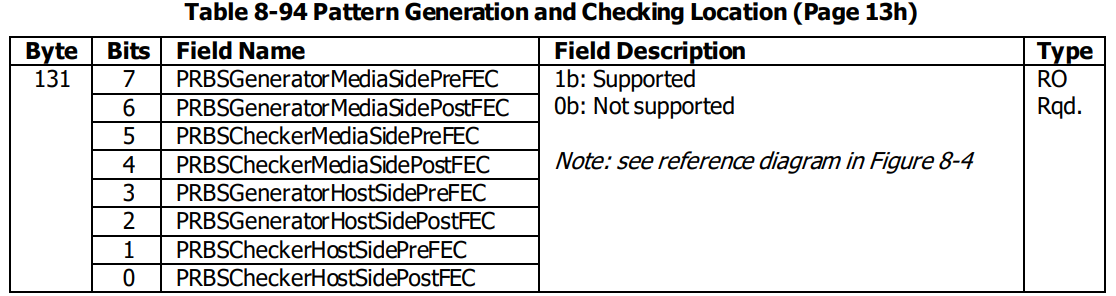 Table 8-94 Pattern Generation and Checking Location (Page 13h)
Byte Bits Field Name Field Description Type
131 7 PRBSGeneratorMediaSidePreFEC 1b: Supported RO
6 PRBSGeneratorMediaSidePostFEC 0b: Not supported Rqd.
5 PRBSCheckerMediaSidePreFEC
4 PRBSCheckerMediaSidePostFEC Note: see reference diagram in Figure 8-4
3 PRBSGeneratorHostSidePreFEC
2 PRBSGeneratorHostSidePostFEC
1 PRBSCheckerHostSidePreFEC
0 PRBSCheckerHostSidePostFEC